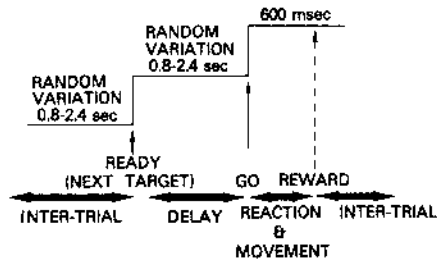 600 msec
RANDOM
VARIATION
0.8-2.4 sec
RANDOM
VARIATION
0.8-2.4 sec
READY
(NEXT TARGET) GO REWARD
INTER-TRIAL DELAY REACTION INTER-TRIAL
&
MOVEMENT